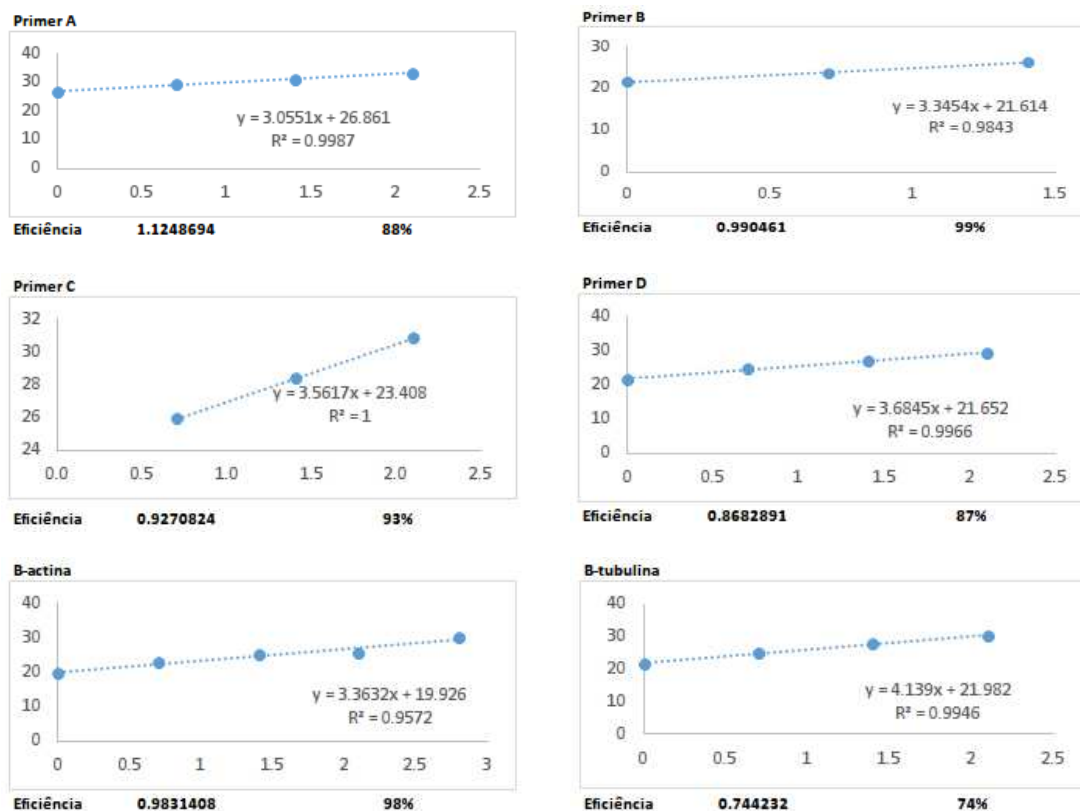 Primer A
40
30
20
10
0
y = 3.0551x + 26.861
R² = 0.9987
0 0.5 1 1.5 2 2.5
Eficiência 1.1248694 88%
Primer B
30
20
10
0
y = 3.3454x + 21.614
R² = 0.9843
0 0.5 1 1.5
Eficiência 0.990461 99%
Primer C
32
30
28
26
24
y = 3.5617x + 23.408
R² = 1
0.0 0.5 1.0 1.5 2.0 2.5
Eficiência 0.9270824 93%
Primer D
40
30
20
10
0
y = 3.6845x + 21.652
R² = 0.9966
0 0.5 1 1.5 2 2.5
Eficiência 0.8682891 87%
B-actina
40
30
20
10
0
y = 3.3632x + 19.926
R² = 0.9572
0 0.5 1 1.5 2 2.5 3
Eficiência 0.9831408 98%
B-tubulina
40
30
20
10
0
y = 4.139x + 21.982
R² = 0.9946
0 0.5 1 1.5 2 2.5
Eficiência 0.744232 74%